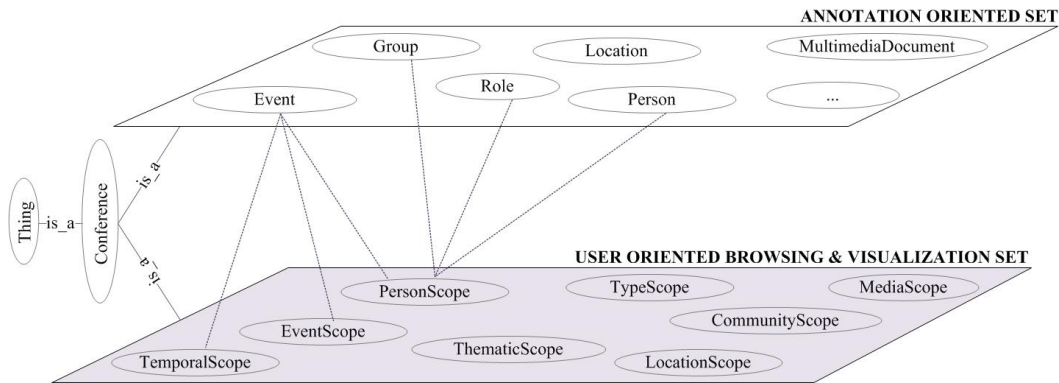 ANNOTATION ORIENTED SET
Group
Location
MultimediaDocument
Role
Event
Person
...
is_a
Thing
is_a
Conference
is_a
USER ORIENTED BROWSING & VISUALIZATION SET
PersonScope
TypeScope
MediaScope
EventScope
CommunityScope
TemporalScope
ThematicScope
LocationScope